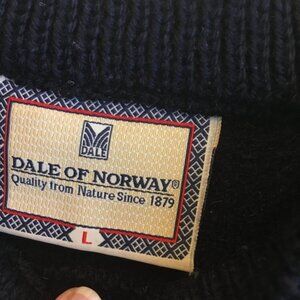 DALE
DALE OF NORWAY®
Quality from Nature Since 1879
L